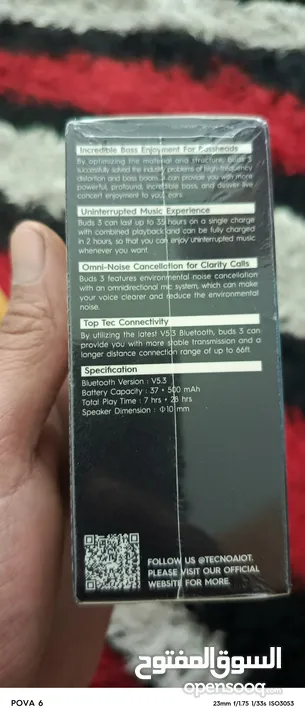 Incredible Bass Enjoyment For Bassheads
By optimizing the material and structure, Buds 3
successfully solved the industry problems of high-frequency
distortion and bass boom. It can provide you with more
powerful, profound, incredible bass, and deliver live
concert enjoyment to your ears.
Uninterrupted Music Experience
Buds 3 can last up to 35 hours on a single charge
with combined playback and can be fully charged
in 2 hours, so that you can enjoy uninterrupted music
whenever you want.
Omni-Noise Cancellation for Clarity Calls
Buds 3 features environmental noise cancellation
with an omnidirectional mic system, which can make
your voice clearer and reduce the environmental
noise.
Top Tec Connectivity
By utilizing the latest V5.3 Bluetooth, buds 3 can
provide you with more stable transmission and a
longer distance connection range of up to 66ft.
Specification
Bluetooth Version : V5.3
Battery Capacity : 37 + 500 mAh
Total Play Time : 7 hrs + 28 hrs
Speaker Dimension : Φ10 mm
FOLLOW US @TECNOAIOT.
PLEASE VISIT OUR OFFICIAL
WEBSITE FOR MORE.
السوق المفتوح
opensooq.com
POVA 6
23mm f/1.75 1/33s ISO3053